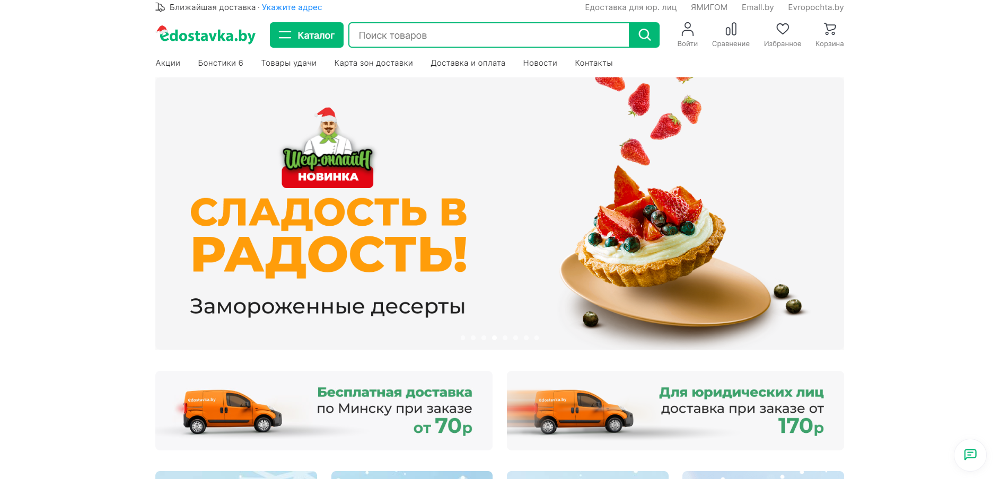 Ближайшая доставка · Укажите адрес
Едоставка для юр. лиц ЯМИГОМ Emall.by Evropochta.by
edostavka.by
Каталог
Поиск товаров
Войти Сравнение Избранное Корзина
Акции Бонстики 6 Товары удачи Карта зон доставки Доставка и оплата Новости Контакты
Шеф-онлайн
НОВИНКА
СЛАДОСТЬ В
РАДОСТЬ!
Замороженные десерты
edostavka.by
Бесплатная доставка
по Минску при заказе
от 70р
edostavka.by
Для юридических лиц
доставка при заказе от
170р